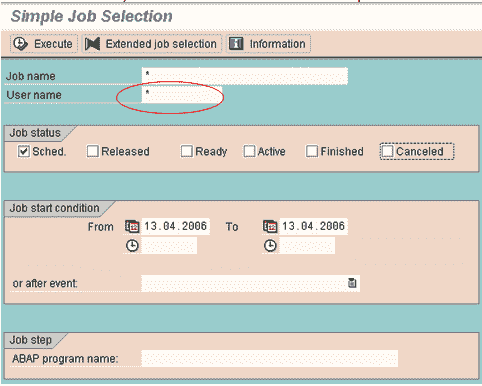 Simple Job Selection
Execute Extended job selection Information
Job name *
User name *
Job status
Sched. Released Ready Active Finished Canceled
Job start condition
From 13.04.2006 To 13.04.2006
or after event:
Job step
ABAP program name: